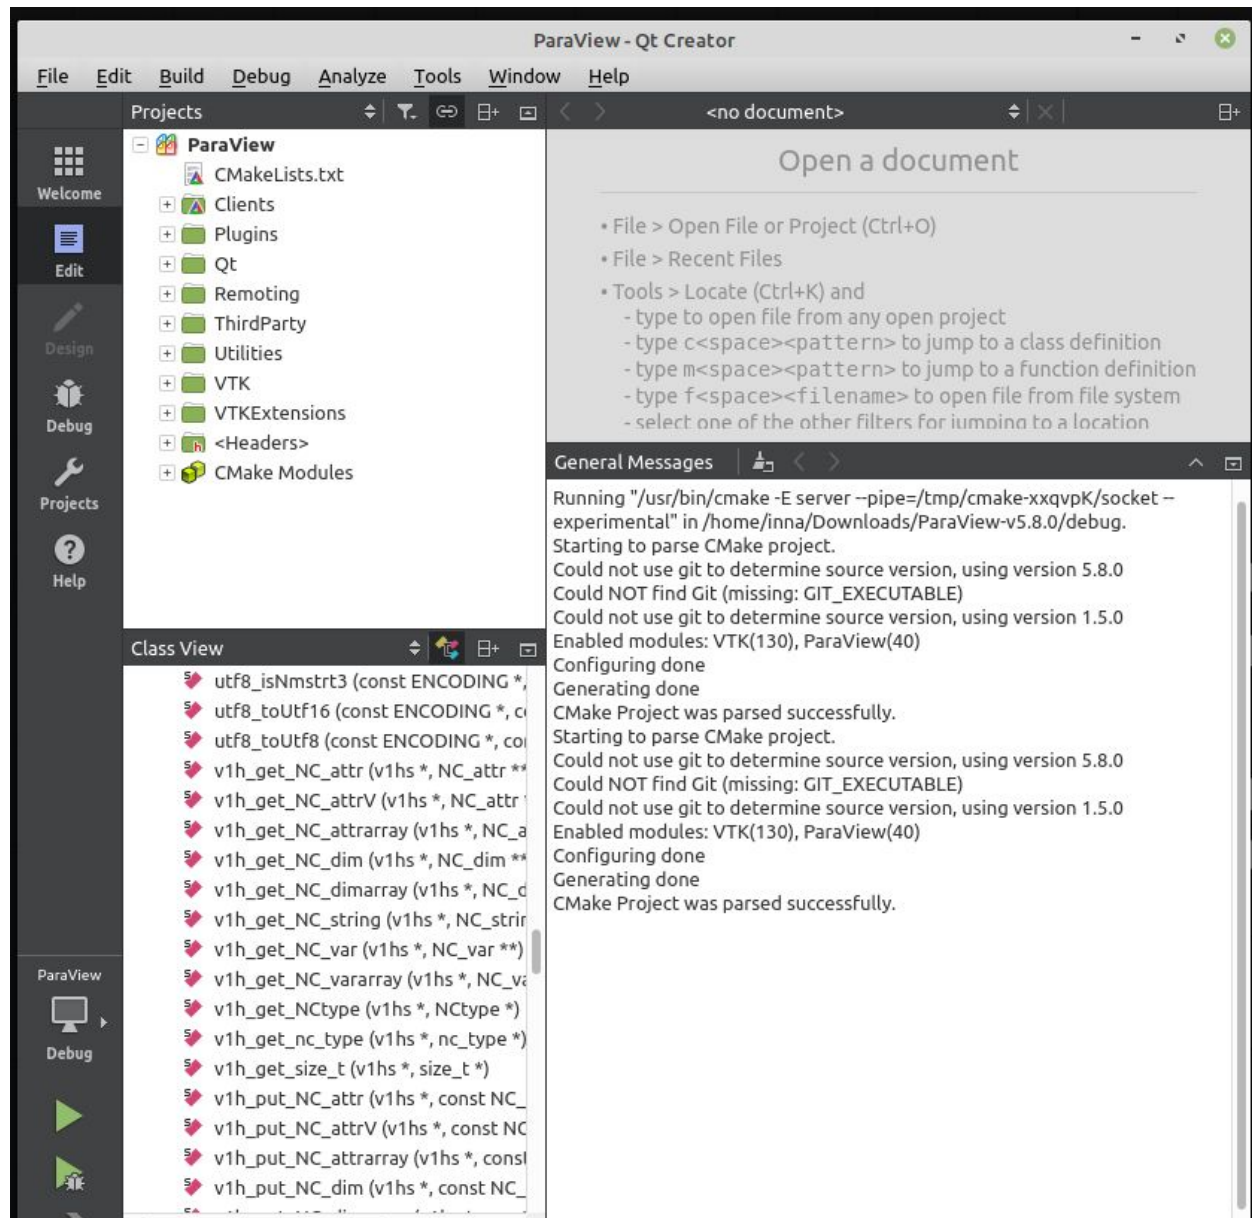 ParaView - Qt Creator
File Edit Build Debug Analyze Tools Window Help
Projects
<no document>
Welcome
Edit
Design
Debug
Projects
Help
ParaView
CMakeLists.txt
Clients
Plugins
Qt
Remoting
ThirdParty
Utilities
VTK
VTKExtensions
<Headers>
CMake Modules
Open a document
• File > Open File or Project (Ctrl+O)
• File > Recent Files
• Tools > Locate (Ctrl+K) and
- type to open file from any open project
- type c<space><pattern> to jump to a class definition
- type m<space><pattern> to jump to a function definition
- type f<space><filename> to open file from file system
- select one of the other filters for jumping to a location
Class View
utf8_isNmstrt3 (const ENCODING *,
utf8_toUtf16 (const ENCODING *, c
utf8_toUtf8 (const ENCODING *, co
v1h_get_NC_attr (v1hs *, NC_attr **
v1h_get_NC_attrV (v1hs *, NC_attr
v1h_get_NC_attrarray (v1hs *, NC_a
v1h_get_NC_dim (v1hs *, NC_dim **
v1h_get_NC_dimarray (v1hs *, NC_d
v1h_get_NC_string (v1hs *, NC_strin
v1h_get_NC_var (v1hs *, NC_var **)
v1h_get_NC_vararray (v1hs *, NC_va
v1h_get_NCtype (v1hs *, NCtype *)
v1h_get_nc_type (v1hs *, nc_type *)
v1h_get_size_t (v1hs *, size_t *)
v1h_put_NC_attr (v1hs *, const NC_
v1h_put_NC_attrV (v1hs *, const NC
v1h_put_NC_attrarray (v1hs *, const
v1h_put_NC_dim (v1hs *, const NC_
General Messages
Running "/usr/bin/cmake -E server --pipe=/tmp/cmake-xxqvpK/socket --
experimental" in /home/inna/Downloads/ParaView-v5.8.0/debug.
Starting to parse CMake project.
Could not use git to determine source version, using version 5.8.0
Could NOT find Git (missing: GIT_EXECUTABLE)
Could not use git to determine source version, using version 1.5.0
Enabled modules: VTK(130), ParaView(40)
Configuring done
Generating done
CMake Project was parsed successfully.
Starting to parse CMake project.
Could not use git to determine source version, using version 5.8.0
Could NOT find Git (missing: GIT_EXECUTABLE)
Could not use git to determine source version, using version 1.5.0
Enabled modules: VTK(130), ParaView(40)
Configuring done
Generating done
CMake Project was parsed successfully.
ParaView
Debug